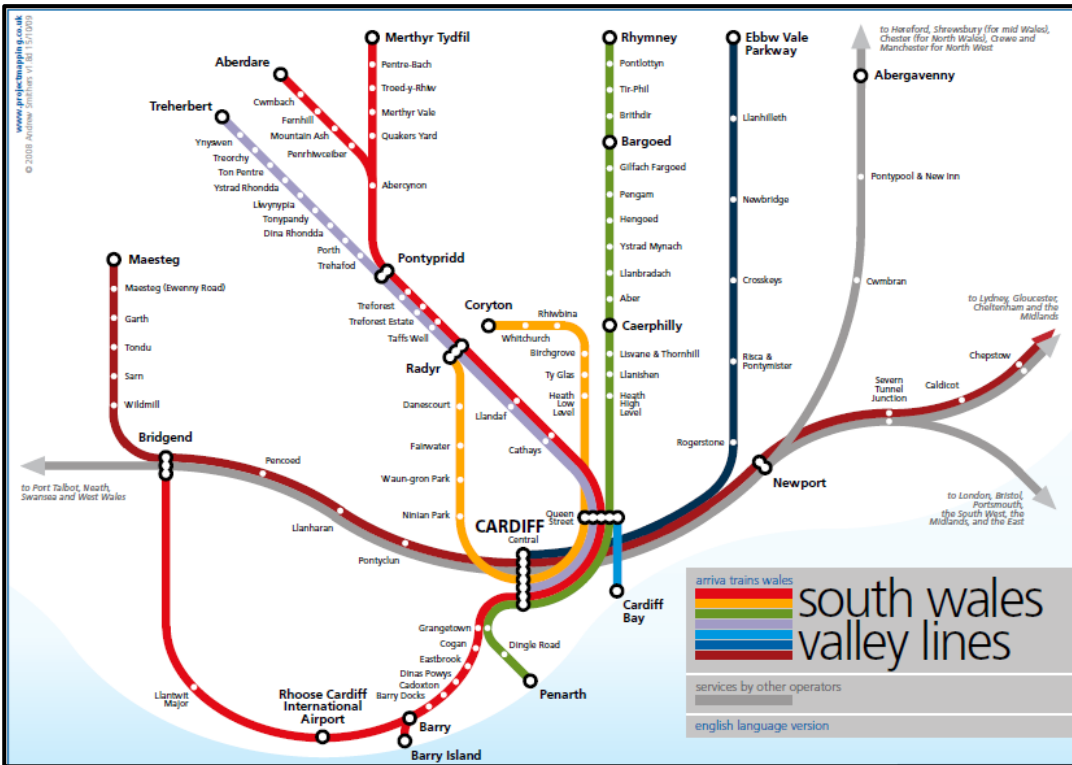 www.projectmapping.co.uk
© 2008 Andrew Smithers v1.8d 15/10/09
Merthyr Tydfil
Pentre-Bach
Troed-y-Rhiw
Merthyr Vale
Quakers Yard
Abercynon
Aberdare
Cwmbach
Fernhill
Mountain Ash
Penrhiwceiber
Treherbert
Ynyswen
Treorchy
Ton Pentre
Ystrad Rhondda
Llwynypia
Tonypandy
Dina Rhondda
Porth
Trehafod
Pontypridd
Treforest
Treforest Estate
Taffs Well
Radyr
Danescourt
Fairwater
Waun-gron Park
Ninian Park
Llandaf
Cathays
Coryton
Whitchurch
Rhiwbina
Birchgrove
Ty Glas
Heath
Low
Level
Rhymney
Pontlottyn
Tir-Phil
Brithdir
Bargoed
Gilfach Fargoed
Pengam
Hengoed
Ystrad Mynach
Llanbradach
Aber
Caerphilly
Lisvane & Thornhill
Llanishen
Heath
High
Level
Ebbw Vale
Parkway
Llanhilleth
Newbridge
Crosskeys
Risca &
Pontymister
Rogerstone
to Hereford, Shrewsbury (for mid Wales),
Chester (for North Wales), Crewe and
Manchester for North West
Abergavenny
Pontypool & New Inn
Cwmbran
to Lydney, Gloucester,
Cheltenham and the
Midlands
Chepstow
Caldicot
Severn
Tunnel
Junction
Newport
to London, Bristol,
Portsmouth,
the South West, the
Midlands, and the East
Maesteg
Maesteg (Ewenny Road)
Garth
Tondu
Sarn
Wildmill
Bridgend
to Port Talbot, Neath,
Swansea and West Wales
Pencoed
Llanharan
Pontyclun
CARDIFF
Central
Queen
Street
Cardiff
Bay
Grangetown
Cogan
Eastbrook
Dinas Powys
Cadoxton
Barry Docks
Dingle Road
Penarth
Llantwit
Major
Rhoose Cardiff
International
Airport
Barry
Barry Island
arriva trains wales
south wales
valley lines
services by other operators
english language version